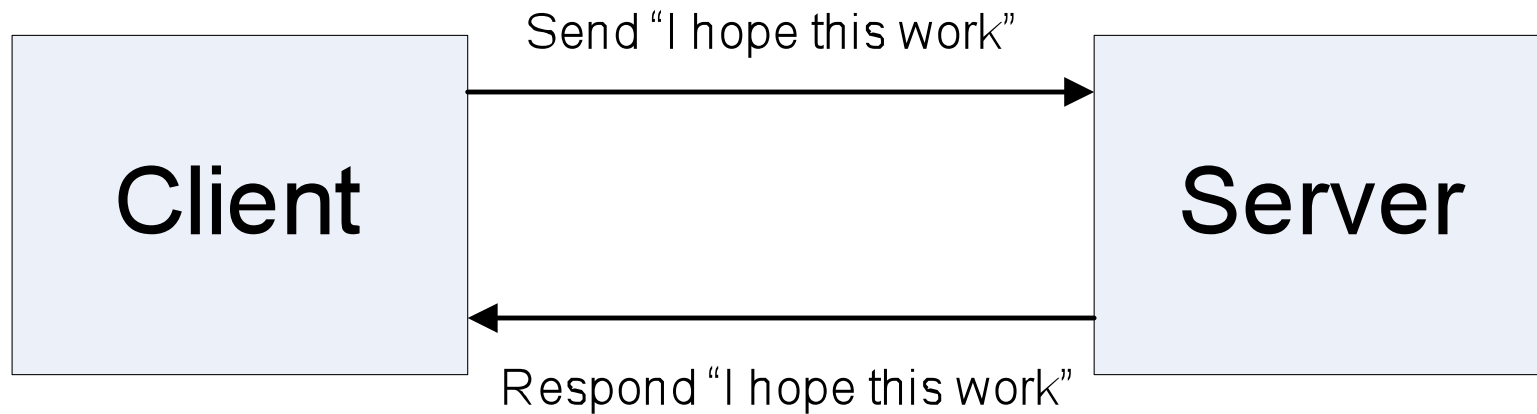 Send “I hope this work”
Client
Server
Respond “I hope this work”